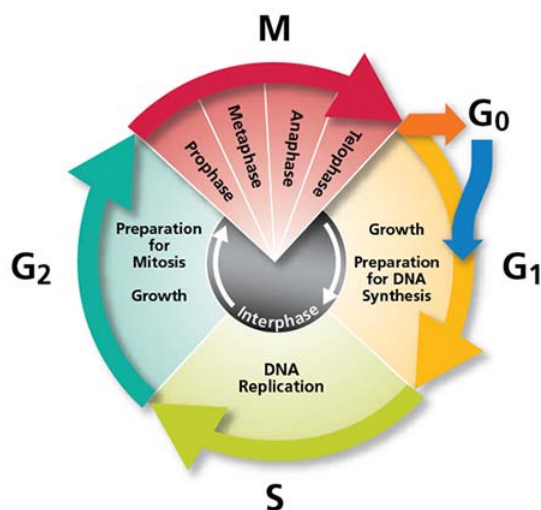 M
Prophase
Metaphase
Anaphase
Telophase
G0
G1
Growth
Preparation
for DNA
Synthesis
S
DNA
Replication
G2
Preparation
for
Mitosis
Growth
Interphase